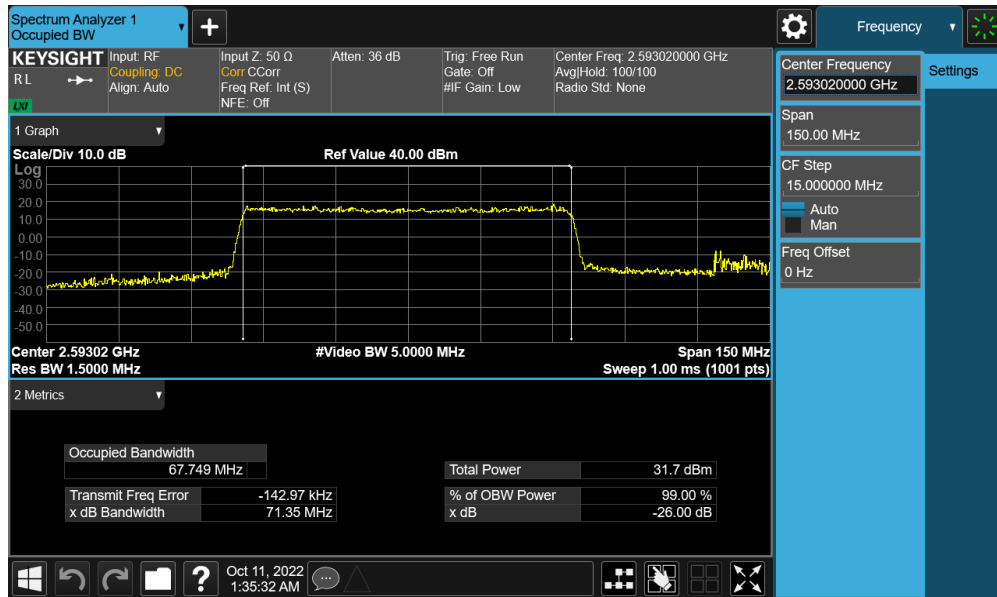 Spectrum Analyzer 1
Occupied BW
Frequency
KEYSIGHT
R L
LXI
Input: RF
Coupling: DC
Align: Auto
Input Z: 50 Ω
Corr CCorr
Freq Ref: Int (S)
NFE: Off
Atten: 36 dB
Trig: Free Run
Gate: Off
#IF Gain: Low
Center Freq: 2.593020000 GHz
Avg|Hold: 100/100
Radio Std: None
Center Frequency
2.593020000 GHz
Settings
Span
150.00 MHz
CF Step
15.000000 MHz
Auto
Man
Freq Offset
0 Hz
1 Graph
Scale/Div 10.0 dB
Ref Value 40.00 dBm
Log
30.0
20.0
10.0
0.00
-10.0
-20.0
-30.0
-40.0
-50.0
Center 2.59302 GHz
#Video BW 5.0000 MHz
Span 150 MHz
Res BW 1.5000 MHz
Sweep 1.00 ms (1001 pts)
2 Metrics
Occupied Bandwidth
67.749 MHz
Total Power 31.7 dBm
Transmit Freq Error -142.97 kHz
% of OBW Power 99.00 %
x dB Bandwidth 71.35 MHz
x dB -26.00 dB
?
Oct 11, 2022
1:35:32 AM